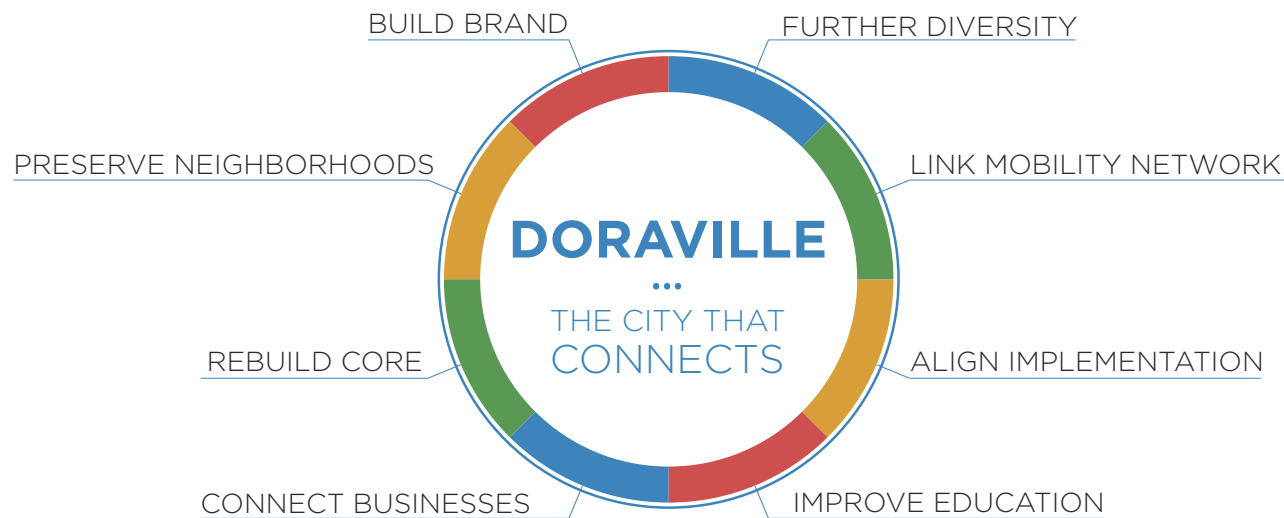 BUILD BRAND
FURTHER DIVERSITY
PRESERVE NEIGHBORHOODS
LINK MOBILITY NETWORK
DORAVILLE
...
THE CITY THAT
CONNECTS
REBUILD CORE
ALIGN IMPLEMENTATION
CONNECT BUSINESSES
IMPROVE EDUCATION